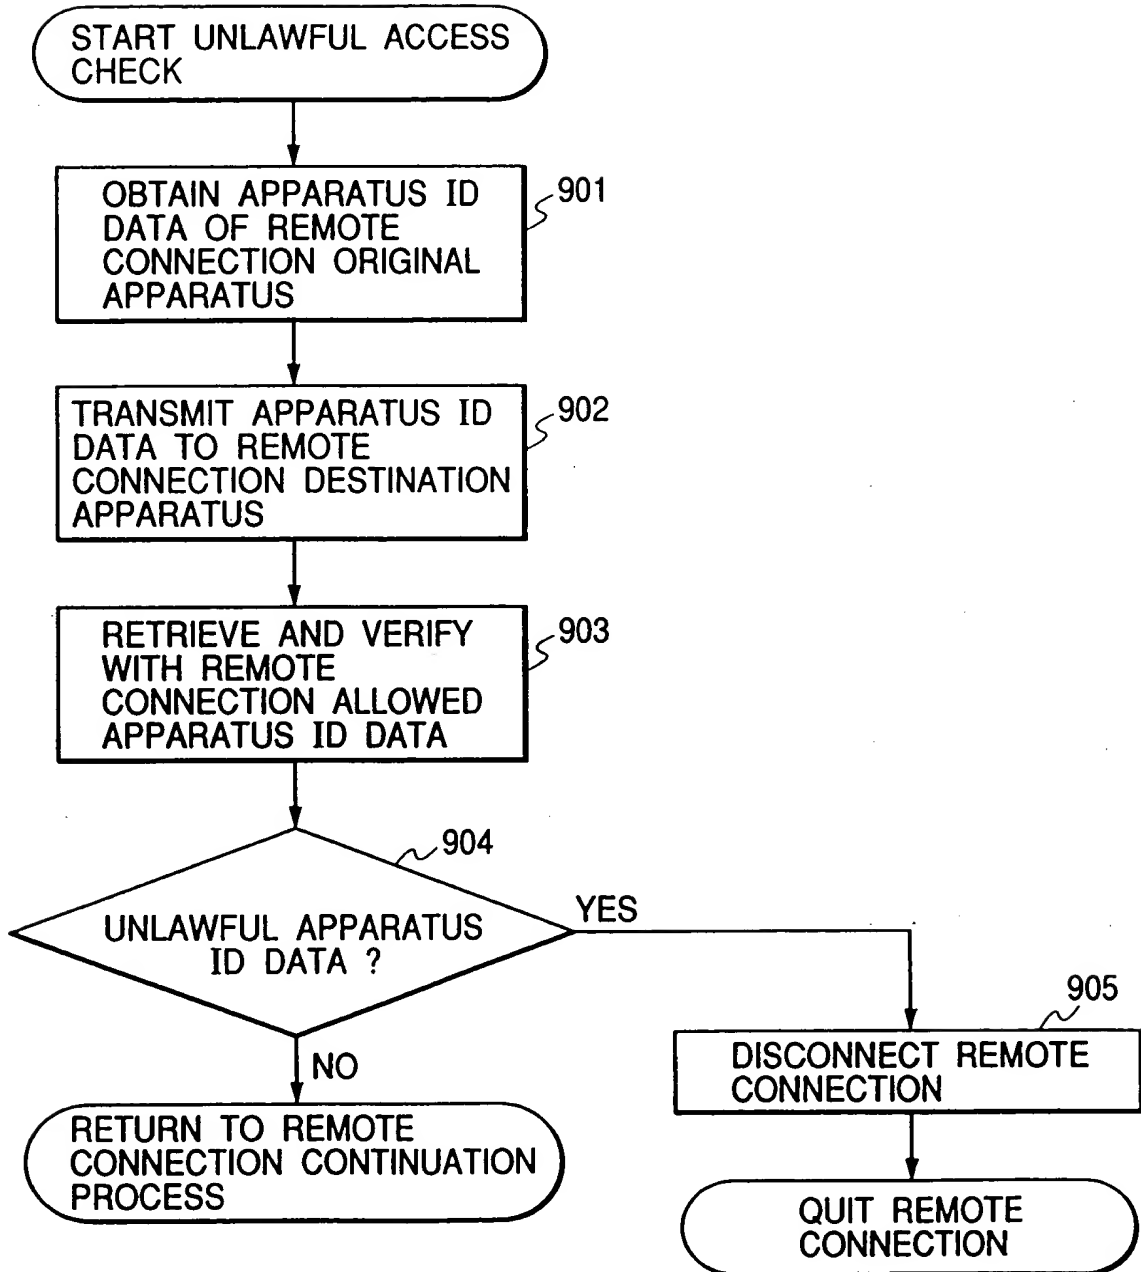 START UNLAWFUL ACCESS
CHECK
OBTAIN APPARATUS ID
DATA OF REMOTE
CONNECTION ORIGINAL
APPARATUS
901
TRANSMIT APPARATUS ID
DATA TO REMOTE
CONNECTION DESTINATION
APPARATUS
902
RETRIEVE AND VERIFY
WITH REMOTE
CONNECTION ALLOWED
APPARATUS ID DATA
903
904
UNLAWFUL APPARATUS
ID DATA ?
YES
NO
905
DISCONNECT REMOTE
CONNECTION
RETURN TO REMOTE
CONNECTION CONTINUATION
PROCESS
QUIT REMOTE
CONNECTION